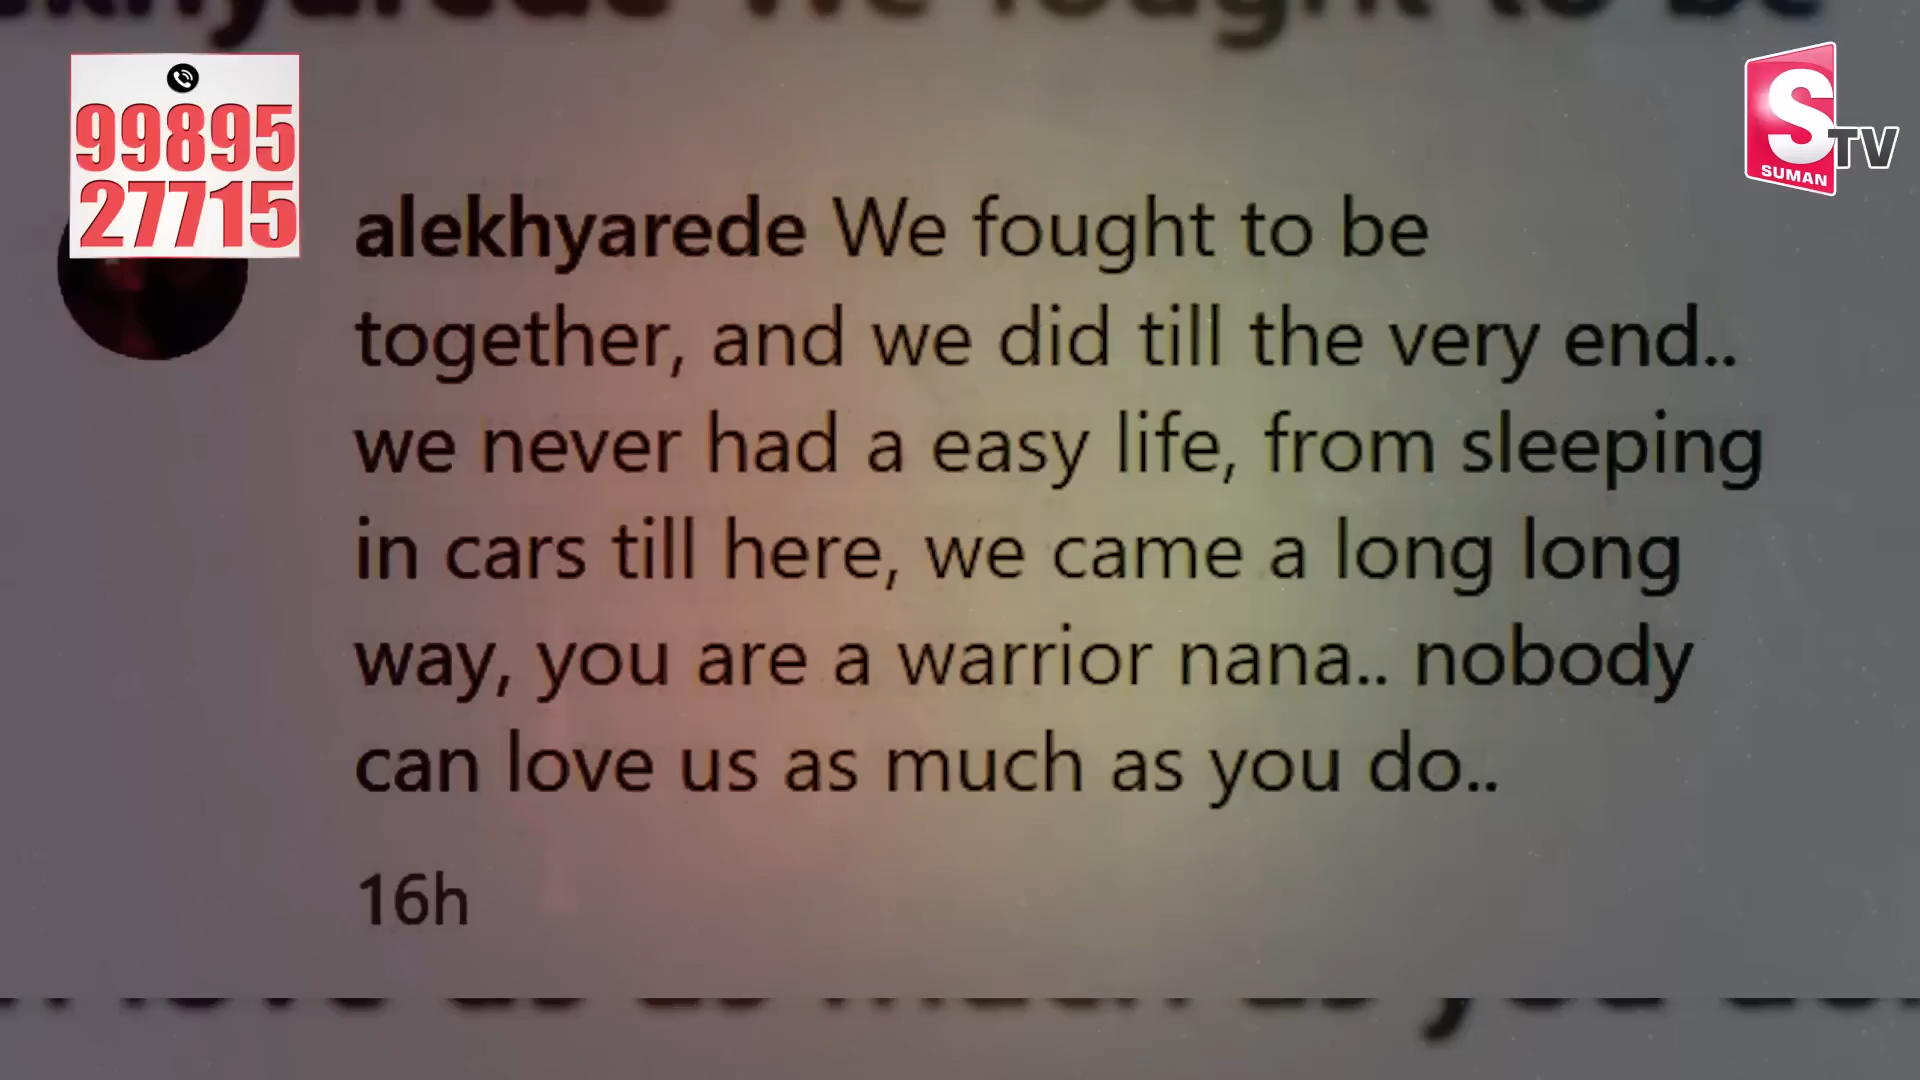 99895
27715
S
TV
SUMAN
alekhyarede We fought to be
together, and we did till the very end..
we never had a easy life, from sleeping
in cars till here, we came a long long
way, you are a warrior nana.. nobody
can love us as much as you do..
16h